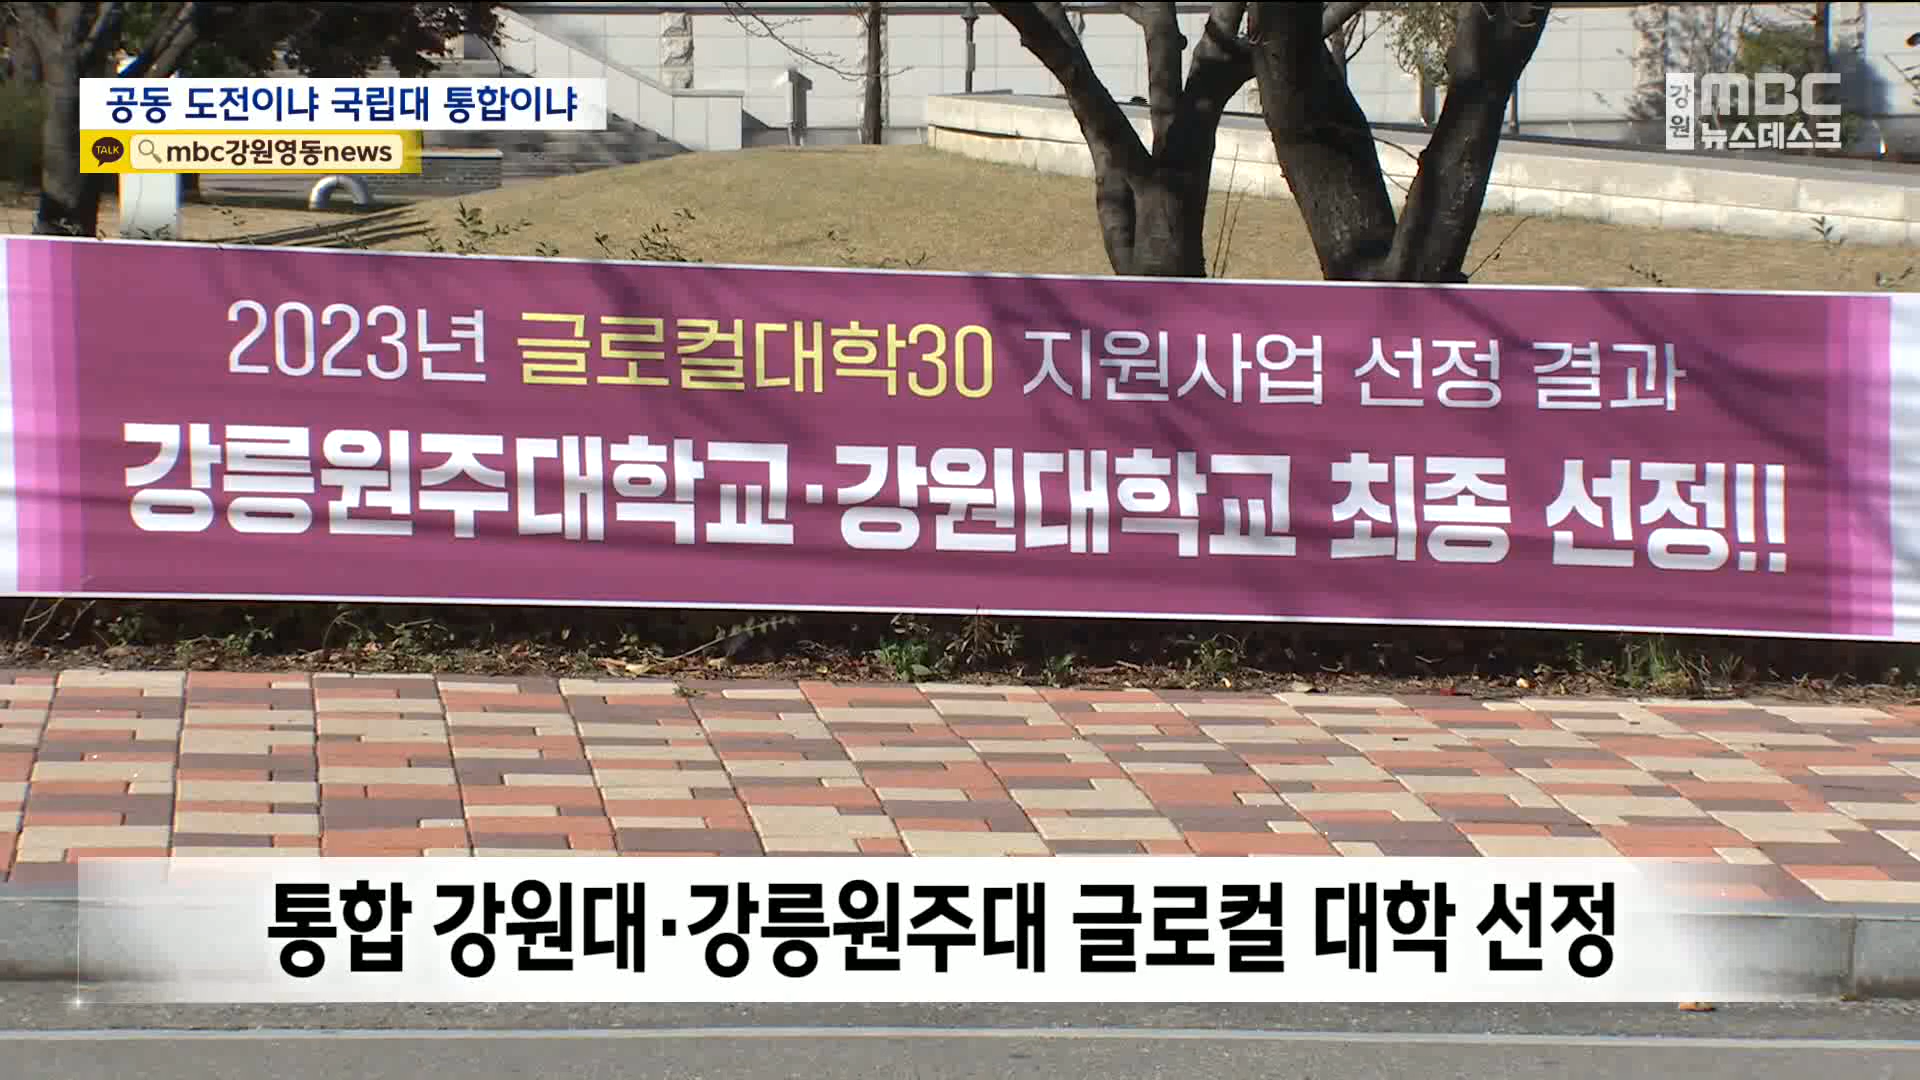 공동 도전이냐 국립대 통합이냐
TALK mbc강원영동news
강원 MBC 뉴스데스크
2023년 글로컬대학30 지원사업 선정 결과
강릉원주대학교·강원대학교 최종 선정!!
통합 강원대·강릉원주대 글로컬 대학 선정